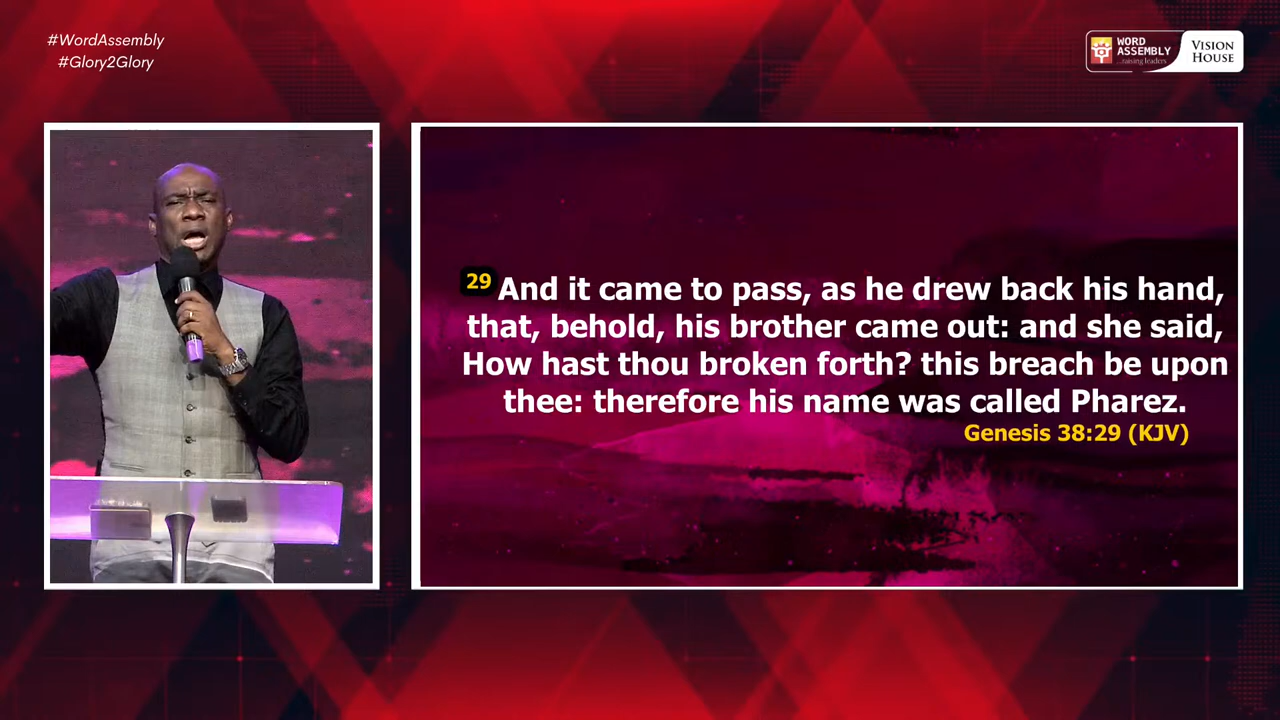 #WordAssembly
#Glory2Glory
WORD
ASSEMBLY
...raising leaders
VISION
HOUSE
29 And it came to pass, as he drew back his hand,
that, behold, his brother came out: and she said,
How hast thou broken forth? this breach be upon
thee: therefore his name was called Pharez.
Genesis 38:29 (KJV)